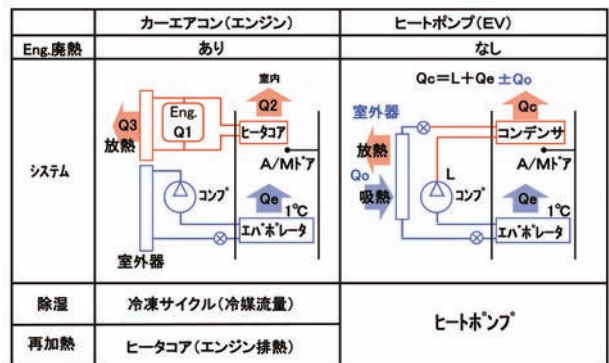 カーエアコン(エンジン)
ヒートポンプ(EV)
Eng.廃熱
あり
なし
システム
室内
Q2
Eng.
Q1
Q3
放熱
ヒータコア
A/Mドア
コンプ
Qe
1℃
エバポレータ
室外器
Qc=L+Qe ±Qo
室外器
Qc
コンデンサ
放熱
A/Mドア
Qo
吸熱
L
コンプ
Qe
1℃
エバポレータ
除湿
冷凍サイクル(冷媒流量)
ヒートポンプ
再加熱
ヒータコア(エンジン排熱)